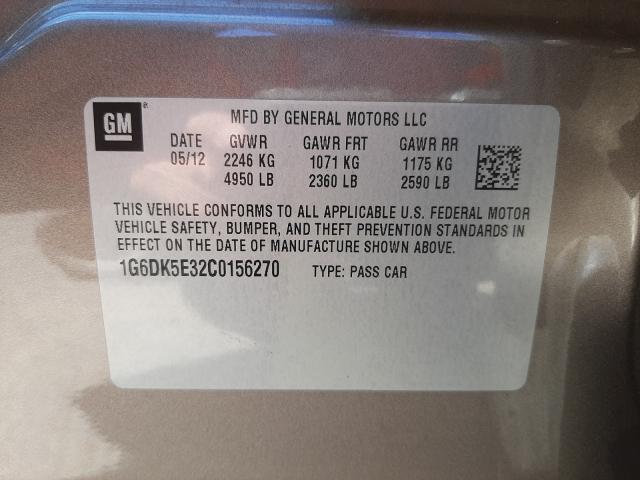 GM
MFD BY GENERAL MOTORS LLC
DATE GVWR GAWR FRT GAWR RR
05/12 2246 KG 1071 KG 1175 KG
4950 LB 2360 LB 2590 LB
THIS VEHICLE CONFORMS TO ALL APPLICABLE U.S. FEDERAL MOTOR
VEHICLE SAFETY, BUMPER, AND THEFT PREVENTION STANDARDS IN
EFFECT ON THE DATE OF MANUFACTURE SHOWN ABOVE.
1G6DK5E32C0156270 TYPE: PASS CAR